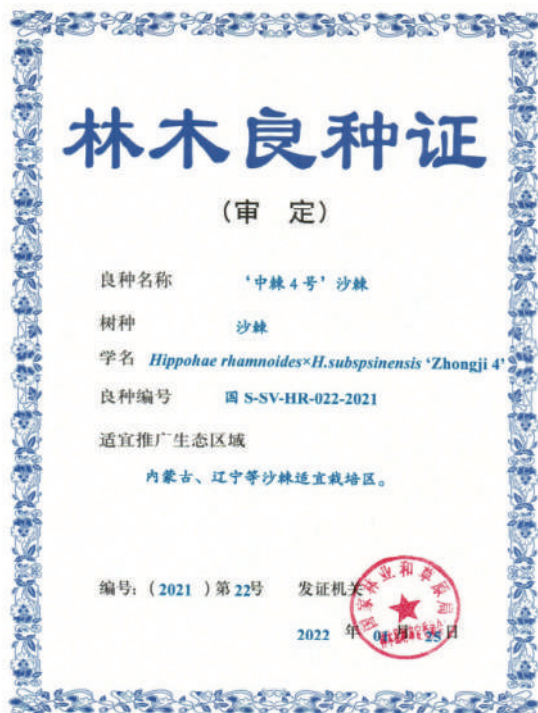 林木良种证
（审 定）
良种名称 ‘中棘4号’沙棘
树种 沙棘
学名 Hippohae rhamnoides×H.subspsinensis ‘Zhongji 4’
良种编号 国 S-SV-HR-022-2021
适宜推广生态区域
内蒙古、辽宁等沙棘适宜栽培区。
编号：(2021 ) 第 22号 发证机关
国家林业和草原局
2022 年 01月 25日